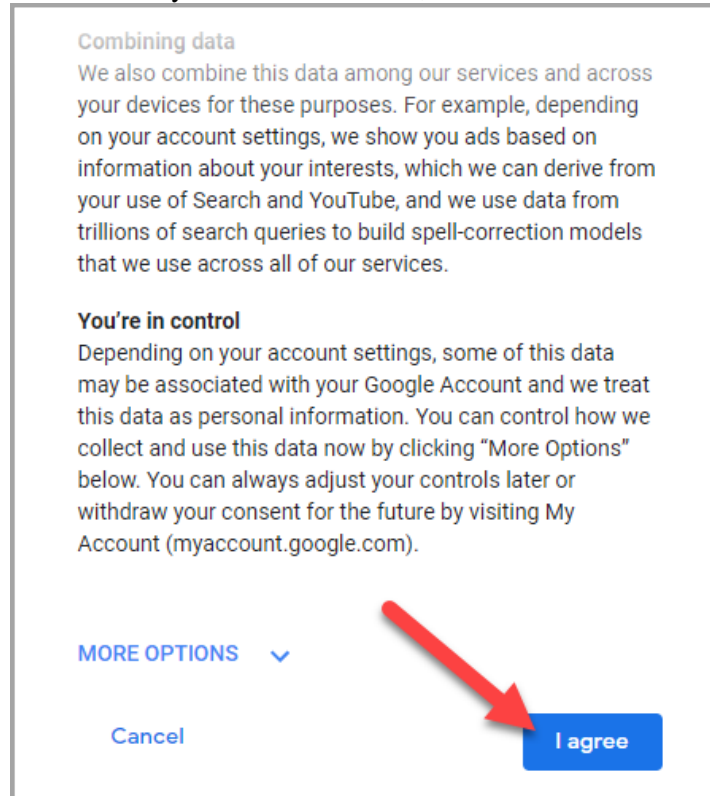 Combining data
We also combine this data among our services and across
your devices for these purposes. For example, depending
on your account settings, we show you ads based on
information about your interests, which we can derive from
your use of Search and YouTube, and we use data from
trillions of search queries to build spell-correction models
that we use across all of our services.
You’re in control
Depending on your account settings, some of this data
may be associated with your Google Account and we treat
this data as personal information. You can control how we
collect and use this data now by clicking “More Options”
below. You can always adjust your controls later or
withdraw your consent for the future by visiting My
Account (myaccount.google.com).
MORE OPTIONS
Cancel
I agree